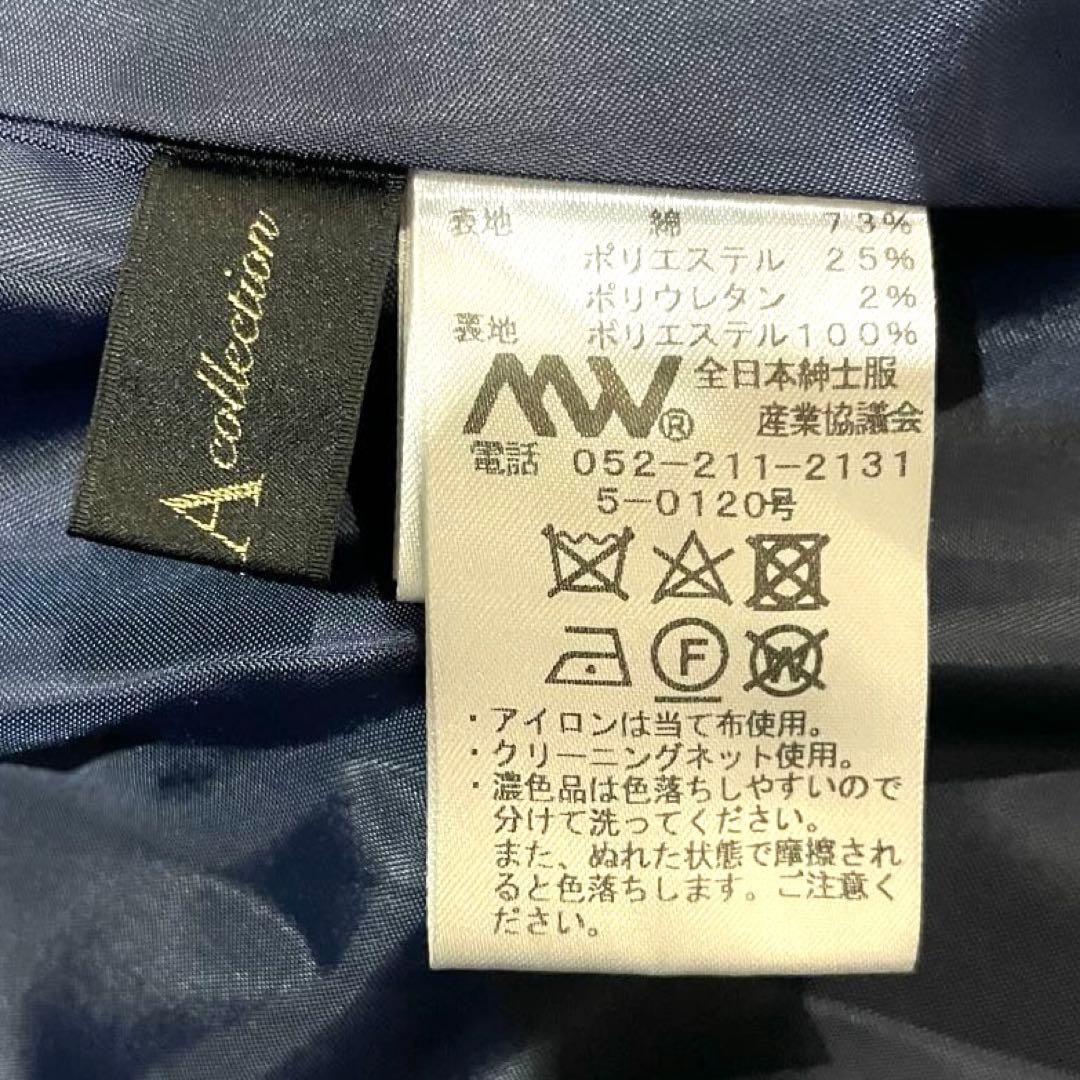 A collection
表地 綿 73%
ポリエステル 25%
ポリウレタン 2%
裏地 ポリエステル100%
MW® 全日本紳士服
産業協議会
電話 052-211-2131
5-0120号
F W
・アイロンは当て布使用。
・クリーニングネット使用。
・濃色品は色落ちしやすいので
分けて洗ってください。
また、ぬれた状態で摩擦され
ると色落ちします。ご注意く
ださい。